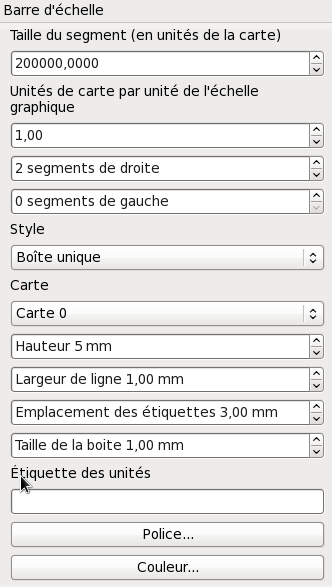 Barre d'échelle
Taille du segment (en unités de la carte)
200000,0000
Unités de carte par unité de l'échelle
graphique
1,00
2 segments de droite
0 segments de gauche
Style
Boîte unique
Carte
Carte 0
Hauteur 5 mm
Largeur de ligne 1,00 mm
Emplacement des étiquettes 3,00 mm
Taille de la boite 1,00 mm
Étiquette des unités
Police...
Couleur...